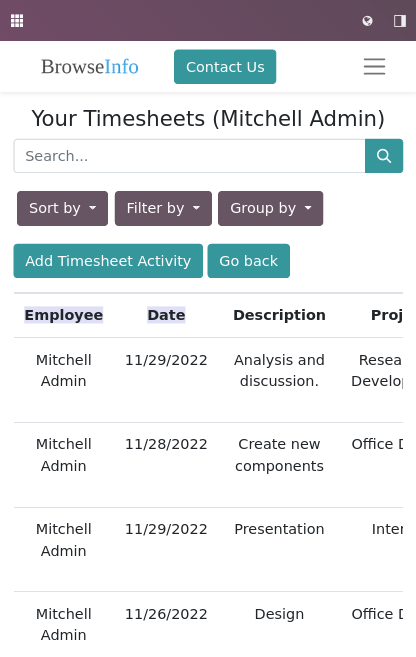 BrowseInfo
Contact Us
Your Timesheets (Mitchell Admin)
Search...
Sort by Filter by Group by
Add Timesheet Activity Go back
Employee Date Description Proj
Mitchell 11/29/2022 Analysis and Resea
Admin discussion. Develop
Mitchell 11/28/2022 Create new Office D
Admin components
Mitchell 11/29/2022 Presentation Inter
Admin
Mitchell 11/26/2022 Design Office D
Admin